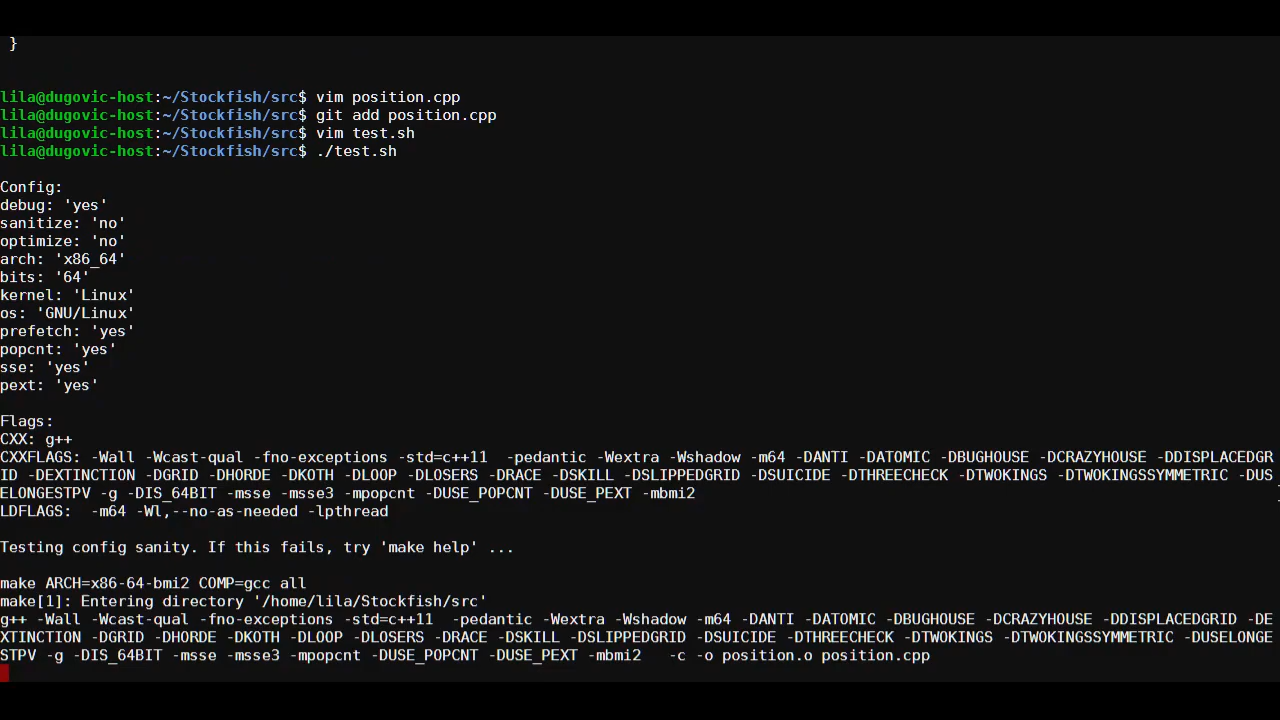 }
lila@dugovic-host:~/Stockfish/src$ vim position.cpp
lila@dugovic-host:~/Stockfish/src$ git add position.cpp
lila@dugovic-host:~/Stockfish/src$ vim test.sh
lila@dugovic-host:~/Stockfish/src$ ./test.sh
Config:
debug: 'yes'
sanitize: 'no'
optimize: 'no'
arch: 'x86_64'
bits: '64'
kernel: 'Linux'
os: 'GNU/Linux'
prefetch: 'yes'
popcnt: 'yes'
sse: 'yes'
pext: 'yes'
Flags:
CXX: g++
CXXFLAGS: -Wall -Wcast-qual -fno-exceptions -std=c++11  -pedantic -Wextra -Wshadow -m64 -DANTI -DATOMIC -DBUGHOUSE -DCRAZYHOUSE -DDISPLACEDGR
ID -DEXTINCTION -DGRID -DHORDE -DKOTH -DLOOP -DLOSERS -DRACE -DSKILL -DSLIPPEDGRID -DSUICIDE -DTHREECHECK -DTWOKINGS -DTWOKINGSSYMMETRIC -DUS
ELONGESTPV -g -DIS_64BIT -msse -msse3 -mpopcnt -DUSE_POPCNT -DUSE_PEXT -mbmi2
LDFLAGS:  -m64 -Wl,--no-as-needed -lpthread
Testing config sanity. If this fails, try 'make help' ...
make ARCH=x86-64-bmi2 COMP=gcc all
make[1]: Entering directory '/home/lila/Stockfish/src'
g++ -Wall -Wcast-qual -fno-exceptions -std=c++11  -pedantic -Wextra -Wshadow -m64 -DANTI -DATOMIC -DBUGHOUSE -DCRAZYHOUSE -DDISPLACEDGRID -DE
XTINCTION -DGRID -DHORDE -DKOTH -DLOOP -DLOSERS -DRACE -DSKILL -DSLIPPEDGRID -DSUICIDE -DTHREECHECK -DTWOKINGS -DTWOKINGSSYMMETRIC -DUSELONGE
STPV -g -DIS_64BIT -msse -msse3 -mpopcnt -DUSE_POPCNT -DUSE_PEXT -mbmi2   -c -o position.o position.cpp